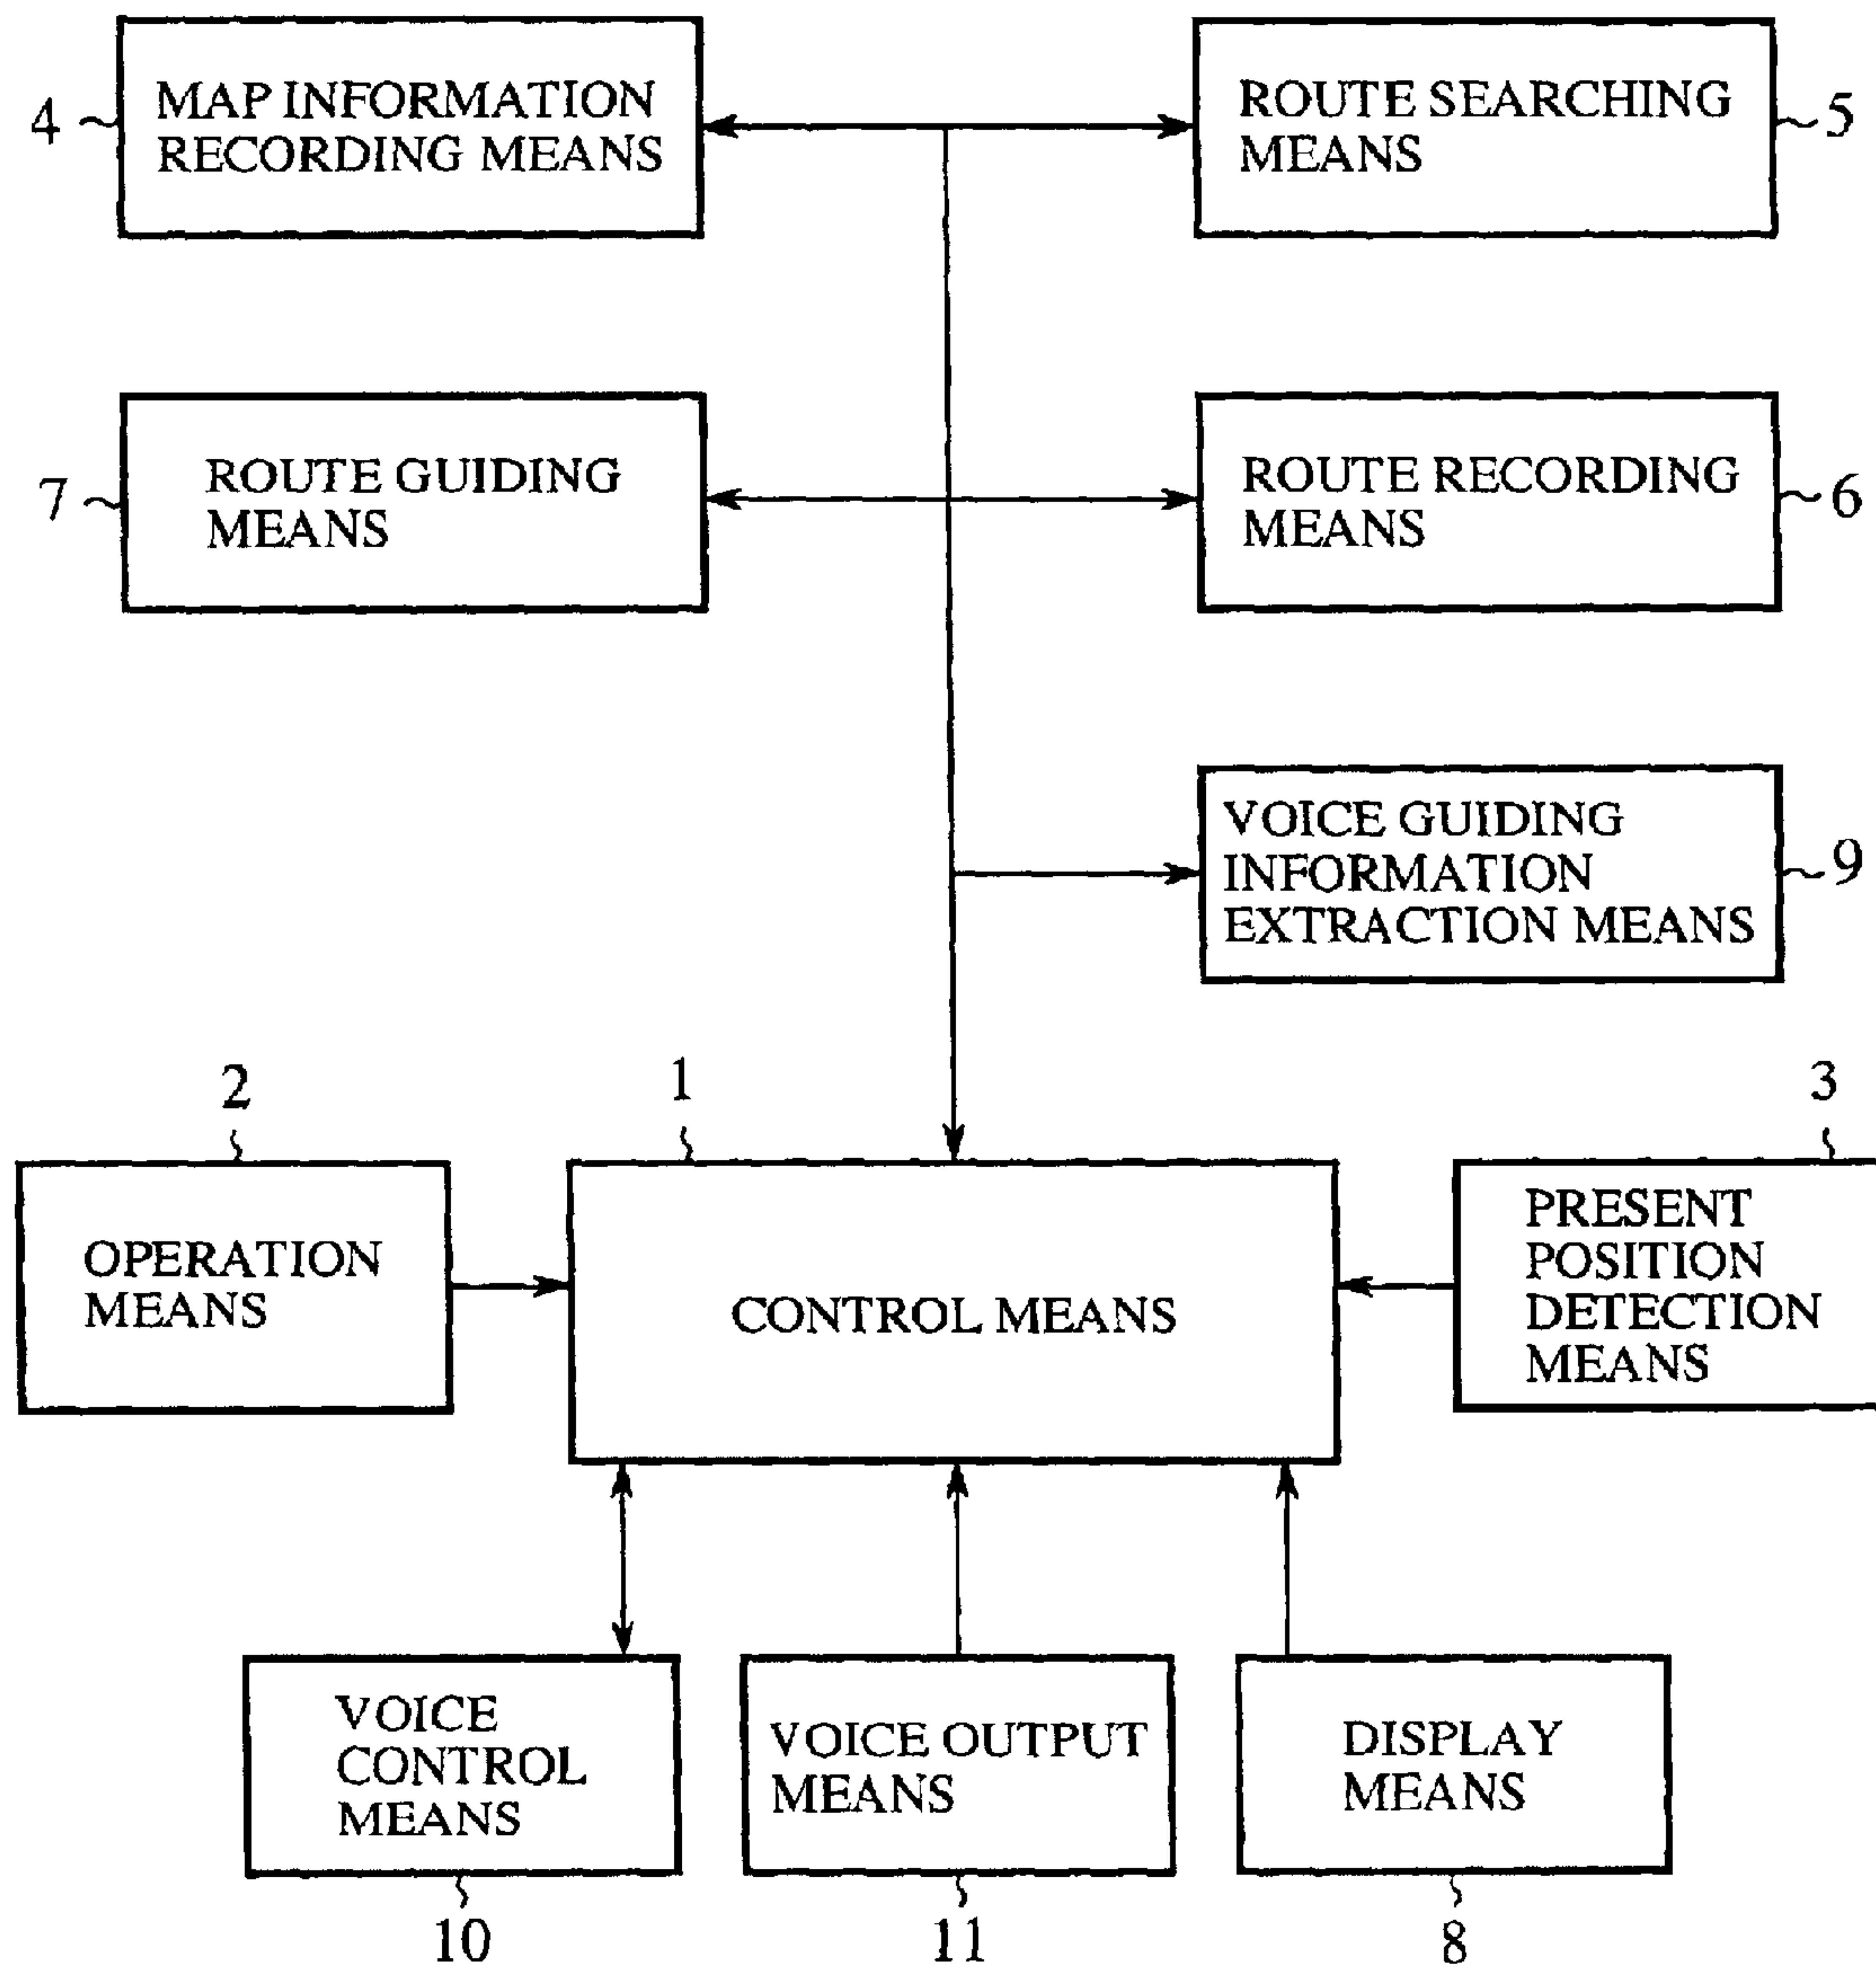 4
MAP INFORMATION
RECORDING MEANS
ROUTE SEARCHING
MEANS
5
7
ROUTE GUIDING
MEANS
ROUTE RECORDING
MEANS
6
VOICE GUIDING
INFORMATION
EXTRACTION MEANS
9
2
1
3
OPERATION
MEANS
CONTROL MEANS
PRESENT
POSITION
DETECTION
MEANS
VOICE
CONTROL
MEANS
VOICE OUTPUT
MEANS
DISPLAY
MEANS
10
11
8